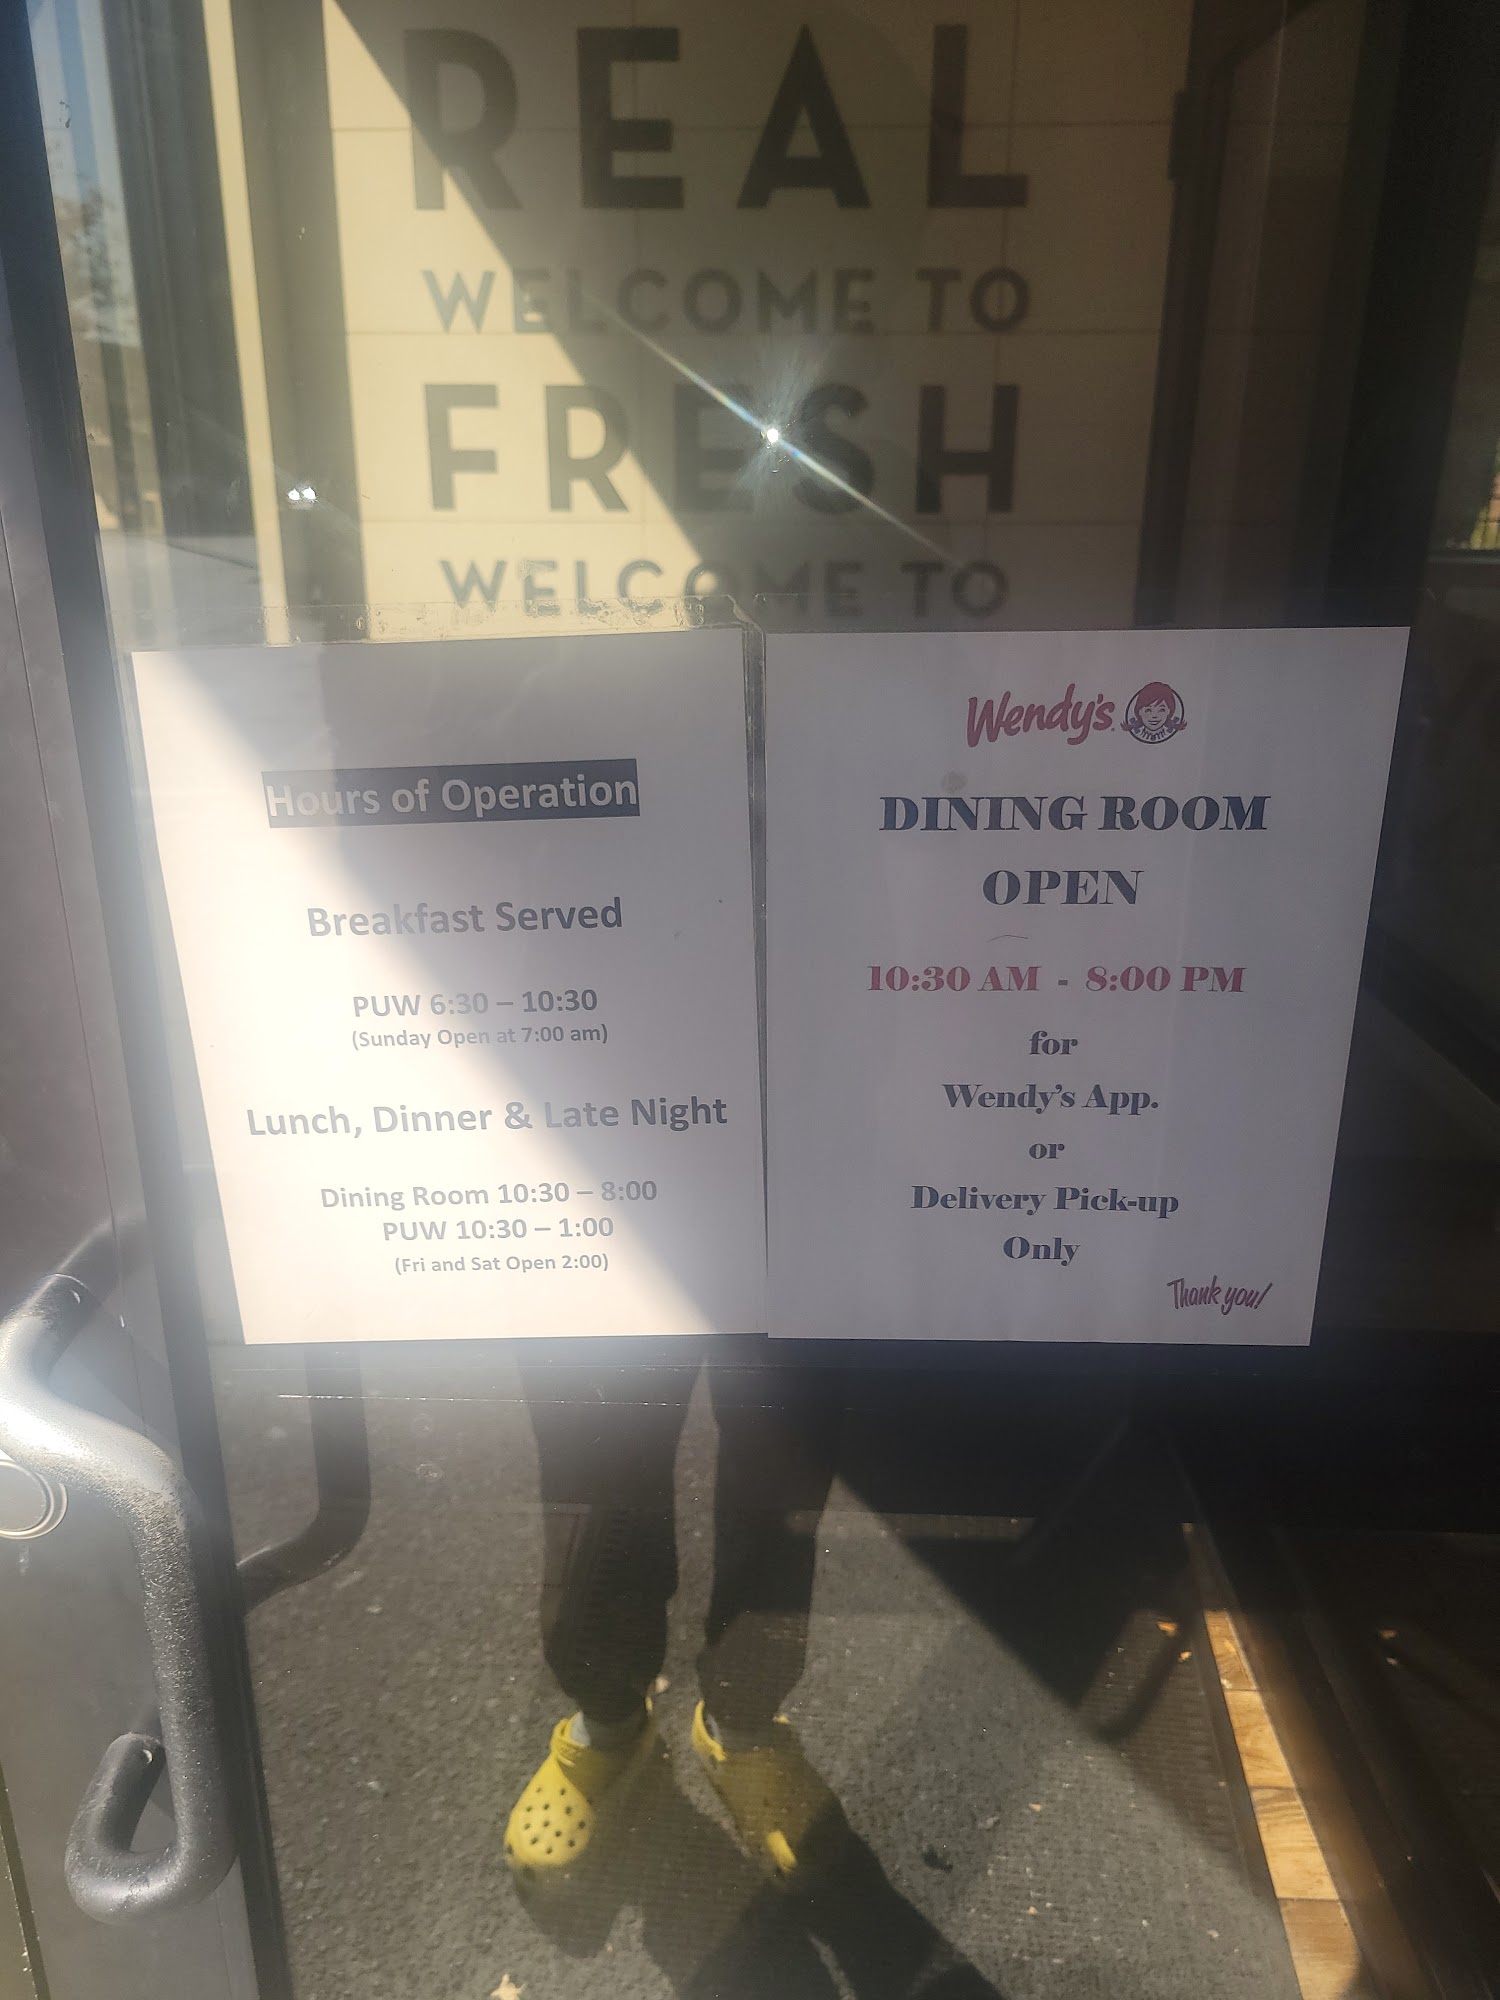 REAL
WELCOME TO
FRESH
WELCOME TO
Hours of Operation
Breakfast Served
PUW 6:30 – 10:30
(Sunday Open at 7:00 am)
Lunch, Dinner & Late Night
Dining Room 10:30 – 8:00
PUW 10:30 – 1:00
(Fri and Sat Open 2:00)
Wendy's
DINING ROOM
OPEN
10:30 AM - 8:00 PM
for
Wendy's App.
or
Delivery Pick-up
Only
Thank you!